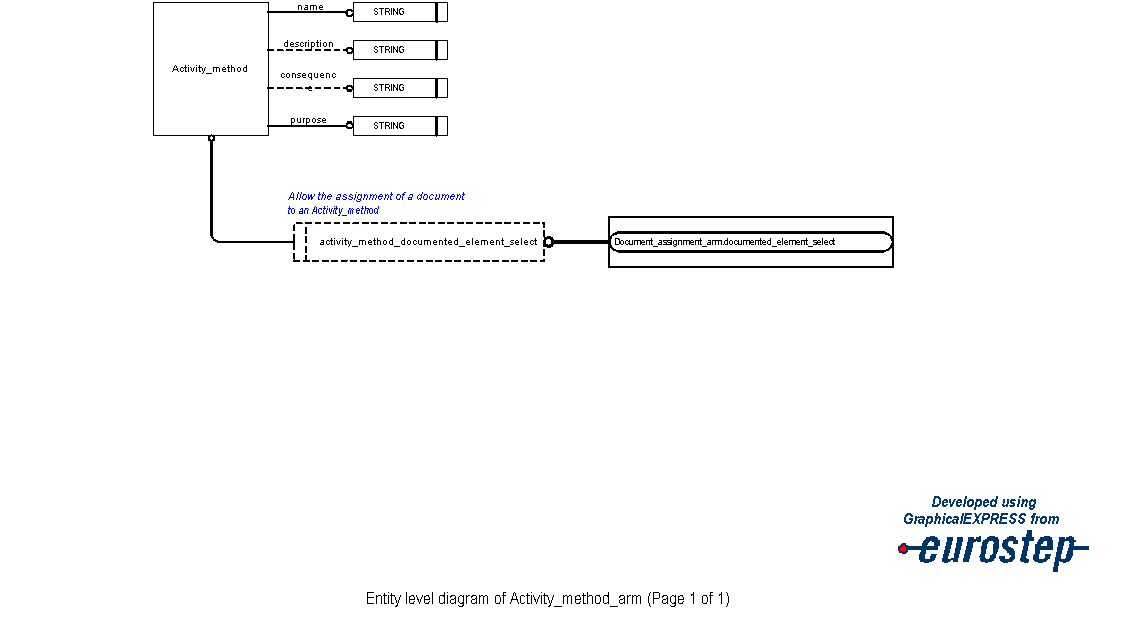 name
STRING
description
STRING
Activity_method
consequenc
e
STRING
purpose
STRING
Allow the assignment of a document
to an Activity_method
activity_method_documented_element_select
Document_assignment_arm.documented_element_select
Developed using
GraphicalEXPRESS from
eurostep
Entity level diagram of Activity_method_arm (Page 1 of 1)